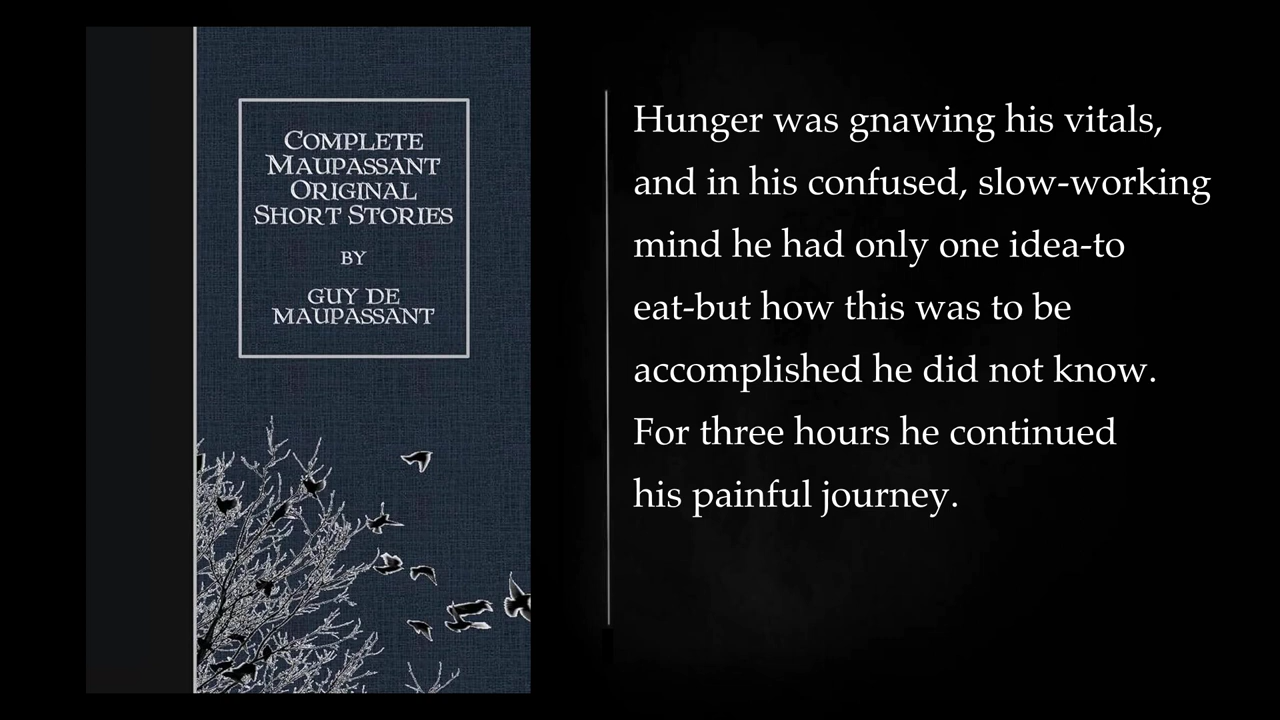 COMPLETE
MAUPASSANT
ORIGINAL
SHORT STORIES
BY
GUY DE
MAUPASSANT
Hunger was gnawing his vitals,
and in his confused, slow-working
mind he had only one idea-to
eat-but how this was to be
accomplished he did not know.
For three hours he continued
his painful journey.